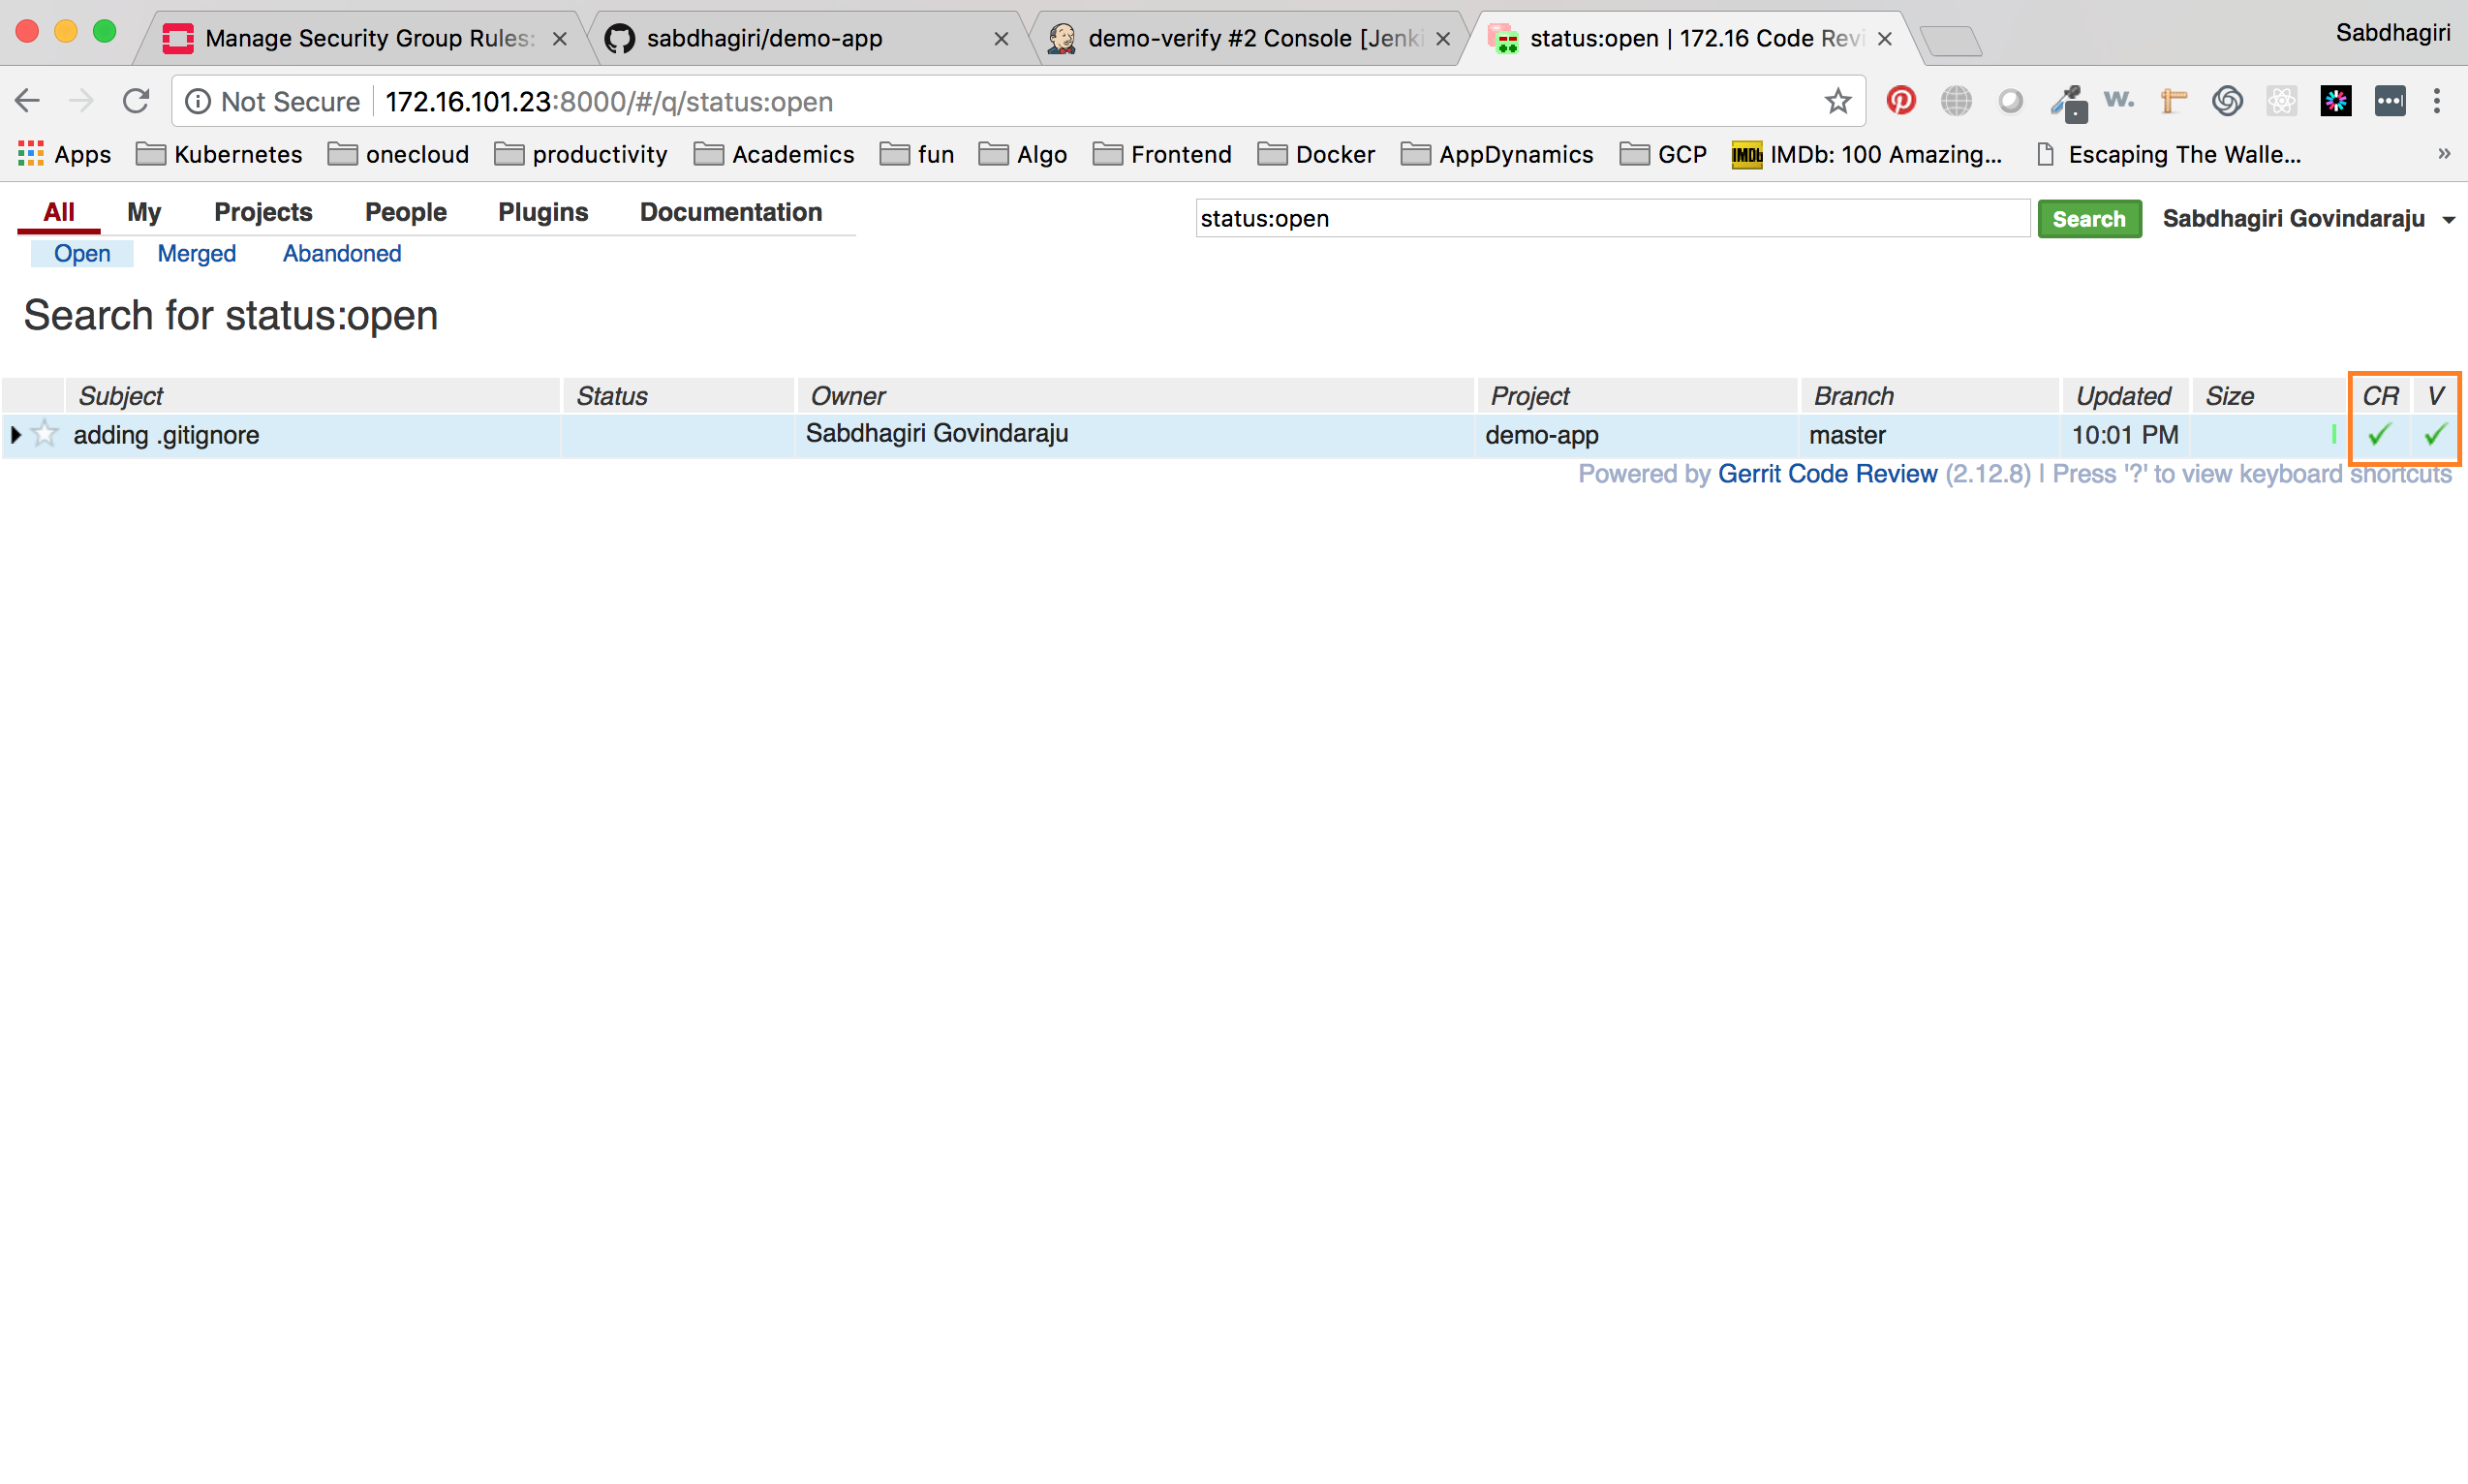 Manage Security Group Rules:
sabdhagiri/demo-app
demo-verify #2 Console [Jenki
status:open | 172.16 Code Revi
Sabdhagiri
Not Secure 172.16.101.23:8000/#/q/status:open
w.
Apps Kubernetes onecloud productivity Academics fun Algo Frontend Docker AppDynamics GCP IMDb IMDb: 100 Amazing... Escaping The Walle... »
All My Projects People Plugins Documentation
status:open Search Sabdhagiri Govindaraju
Open Merged Abandoned
Search for status:open
Subject Status Owner Project Branch Updated Size CR V
adding .gitignore Sabdhagiri Govindaraju demo-app master 10:01 PM
Powered by Gerrit Code Review (2.12.8) | Press '?' to view keyboard shortcuts